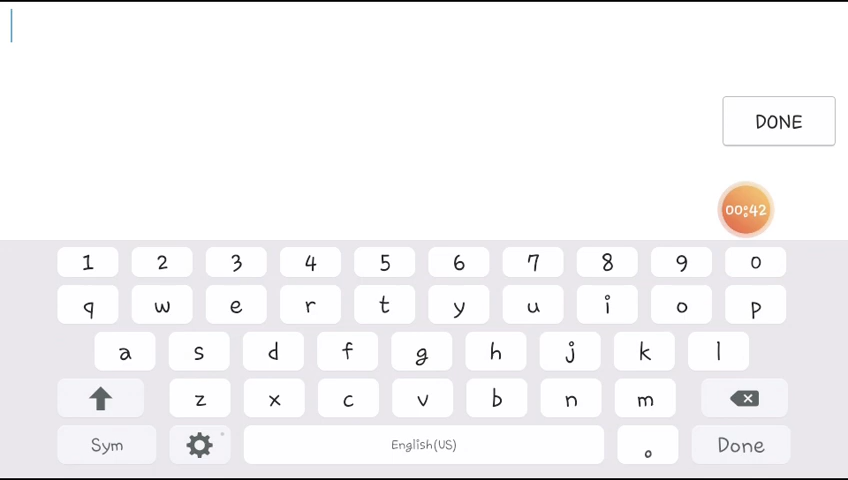 DONE
00:42
1 2 3 4 5 6 7 8 9 0
q w e r t y u i o p
a s d f g h j k l
z x c v b n m
Sym English(US) . Done